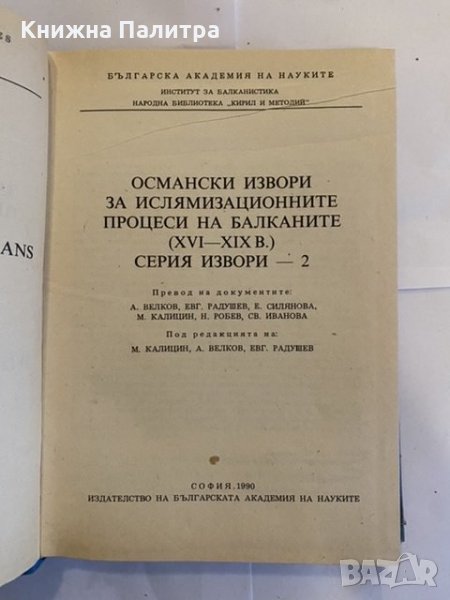 Книжна Палитра
ES
ANS
БЪЛГАРСКА АКАДЕМИЯ НА НАУКИТЕ
ИНСТИТУТ ЗА БАЛКАНИСТИКА
НАРОДНА БИБЛИОТЕКА „КИРИЛ И МЕТОДИЙ"
ОСМАНСКИ ИЗВОРИ
ЗА ИСЛЯМИЗАЦИОННИТЕ
ПРОЦЕСИ НА БАЛКАНИТЕ
(XVI—XIX В.)
СЕРИЯ ИЗВОРИ — 2
Превод на документите:
А. ВЕЛКОВ, ЕВГ. РАДУШЕВ, Е. СИЛЯНОВА,
М. КАЛИЦИН, Н. РОБЕВ, СВ. ИВАНОВА
Под редакцията на:
М. КАЛИЦИН, А. ВЕЛКОВ, ЕВГ. РАДУШЕВ
СОФИЯ, 1990
ИЗДАТЕЛСТВО НА БЪЛГАРСКАТА АКАДЕМИЯ НА НАУКИТЕ
BAZAR